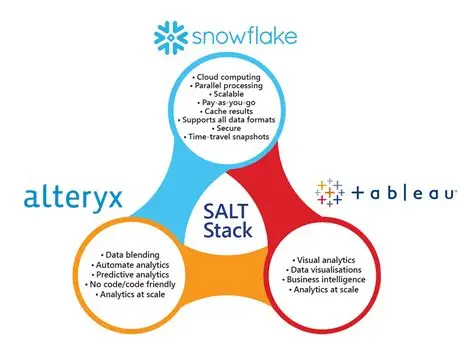 snowflake
• Cloud computing
• Parallel processing
• Scalable
• Pay-as-you-go
• Cache results
• Supports all data formats
• Secure
• Time-travel snapshots
alteryx
SALT
Stack
+ableau
• Data blending
• Automate analytics
• Predictive analytics
• No code/code friendly
• Analytics at scale
• Visual analytics
• Data visualisations
• Business intelligence
• Analytics at scale